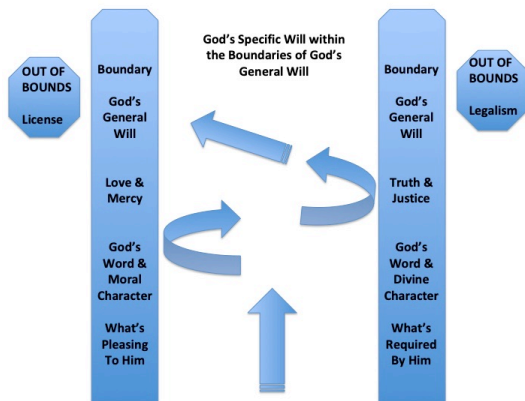 God's Specific Will within
the Boundaries of God's
General Will
OUT OF
BOUNDS
License
Boundary
God's
General
Will
Love &
Mercy
God's
Word &
Moral
Character
What's
Pleasing
To Him
Boundary
God's
General
Will
Truth &
Justice
God's
Word &
Divine
Character
What's
Required
By Him
OUT OF
BOUNDS
Legalism